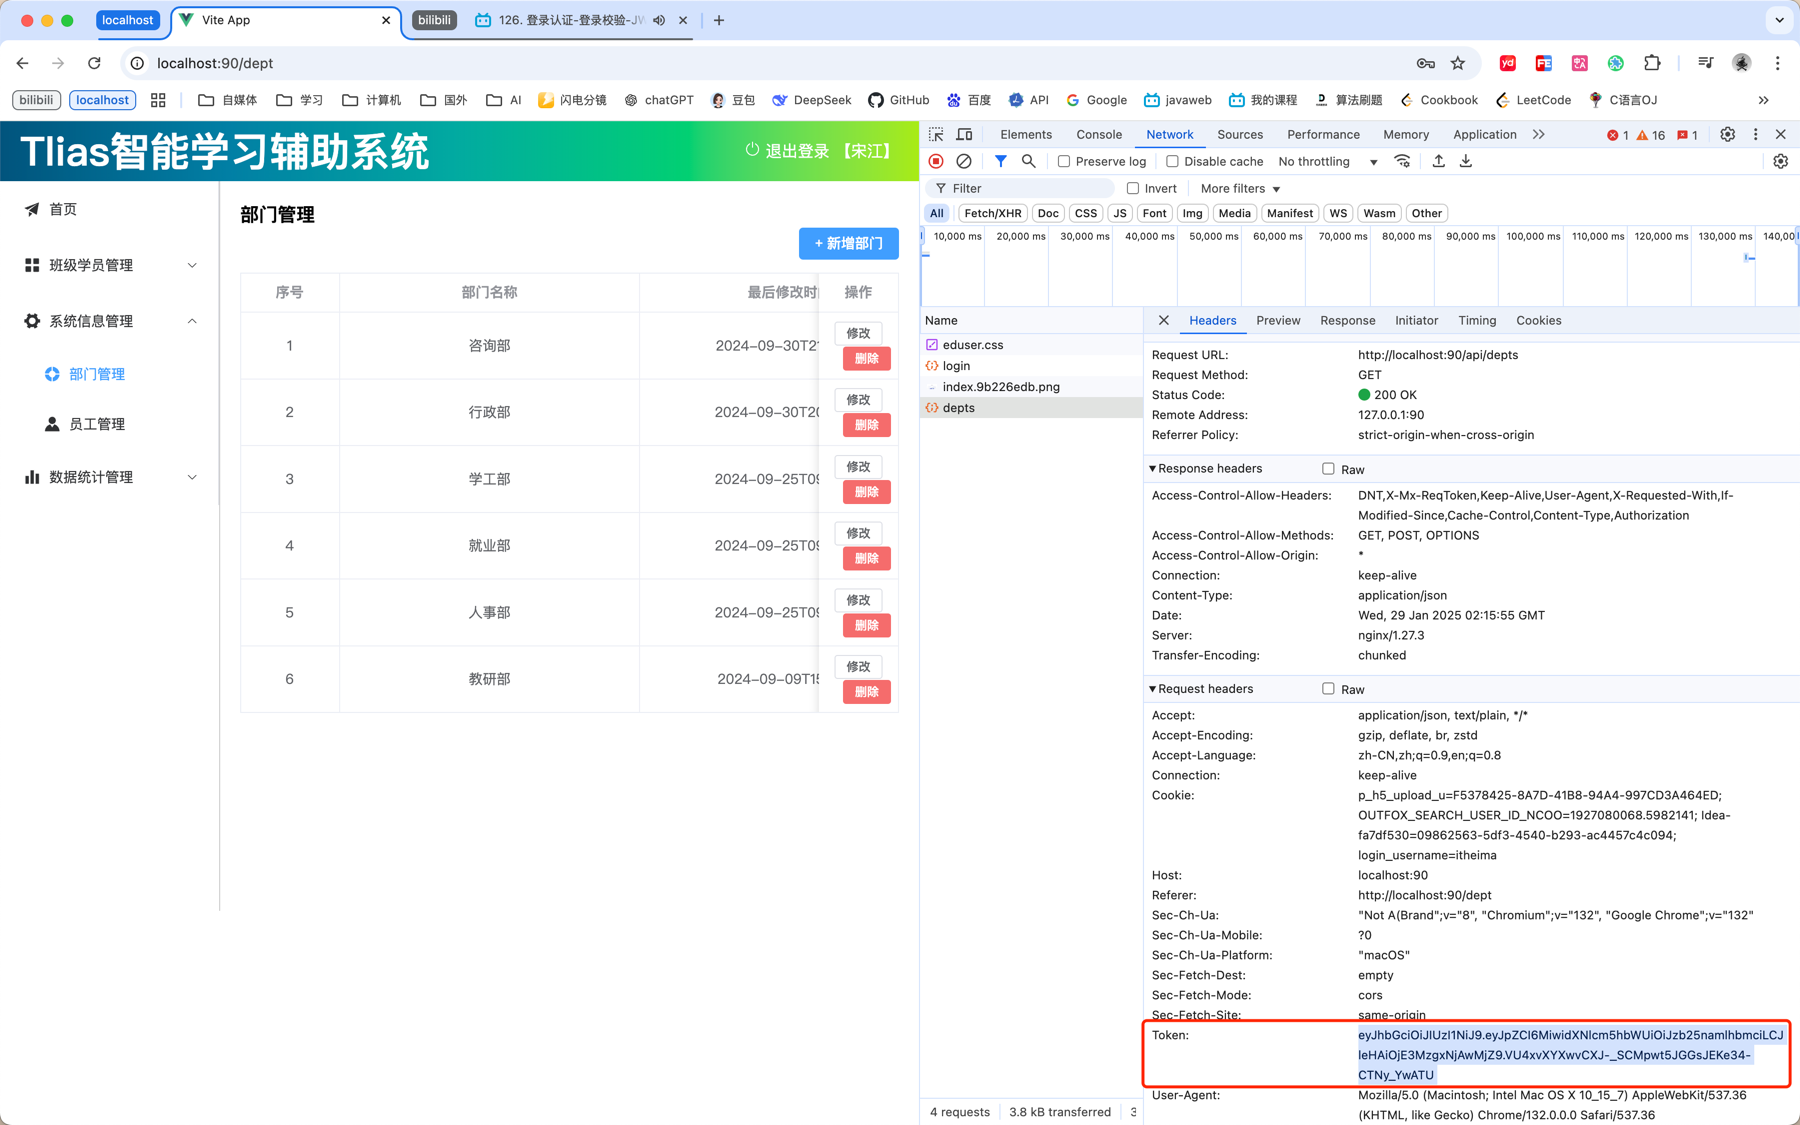 localhost
Vite App
bilibili
126. 登录认证-登录校验-JW
localhost:90/dept
bilibili
localhost
自媒体
学习
计算机
国外
AI
闪电分镜
chatGPT
豆包
DeepSeek
GitHub
百度
API
Google
javaweb
我的课程
算法刷题
Cookbook
LeetCode
C语言OJ
Tlias智能学习辅助系统
退出登录 【宋江】
首页
班级学员管理
系统信息管理
部门管理
员工管理
数据统计管理
部门管理
+ 新增部门
序号 部门名称 最后修改时间 操作
1 咨询部 2024-09-30T21 修改
删除
2 行政部 2024-09-30T20 修改
删除
3 学工部 2024-09-25T09 修改
删除
4 就业部 2024-09-25T09 修改
删除
5 人事部 2024-09-25T09 修改
删除
6 教研部 2024-09-09T15 修改
删除
Elements Console Network Sources Performance Memory Application 1 16 1
Preserve log Disable cache No throttling
Filter Invert More filters
All Fetch/XHR Doc CSS JS Font Img Media Manifest WS Wasm Other
10,000 ms 20,000 ms 30,000 ms 40,000 ms 50,000 ms 60,000 ms 70,000 ms 80,000 ms 90,000 ms 100,000 ms 110,000 ms 120,000 ms 130,000 ms 140,00
Name
eduser.css
login
index.9b226edb.png
depts
Headers Preview Response Initiator Timing Cookies
Request URL: http://localhost:90/api/depts
Request Method: GET
Status Code: 200 OK
Remote Address: 127.0.0.1:90
Referrer Policy: strict-origin-when-cross-origin
Response headers Raw
Access-Control-Allow-Headers: DNT,X-Mx-ReqToken,Keep-Alive,User-Agent,X-Requested-With,If-
Modified-Since,Cache-Control,Content-Type,Authorization
Access-Control-Allow-Methods: GET, POST, OPTIONS
Access-Control-Allow-Origin: *
Connection: keep-alive
Content-Type: application/json
Date: Wed, 29 Jan 2025 02:15:55 GMT
Server: nginx/1.27.3
Transfer-Encoding: chunked
Request headers Raw
Accept: application/json, text/plain, */*
Accept-Encoding: gzip, deflate, br, zstd
Accept-Language: zh-CN,zh;q=0.9,en;q=0.8
Connection: keep-alive
Cookie: p_h5_upload_u=F5378425-8A7D-41B8-94A4-997CD3A464ED;
OUTFOX_SEARCH_USER_ID_NCOO=1927080068.5982141; Idea-
fa7df530=09862563-5df3-4540-b293-ac4457c4c094;
login_username=itheima
Host: localhost:90
Referer: http://localhost:90/dept
Sec-Ch-Ua: "Not A(Brand";v="8", "Chromium";v="132", "Google Chrome";v="132"
Sec-Ch-Ua-Mobile: ?0
Sec-Ch-Ua-Platform: "macOS"
Sec-Fetch-Dest: empty
Sec-Fetch-Mode: cors
Sec-Fetch-Site: same-origin
Token: eyJhbGciOiJIUzI1NiJ9.eyJpZCI6MiwidXNlcm5hbWUiOiJzb25namlhbmciLCJ
leHAiOjE3MzgxNjAwMjZ9.VU4xvXYXwvCXJ-_SCMpwt5JGGsJEKe34-
CTNy_YwATU
User-Agent: Mozilla/5.0 (Macintosh; Intel Mac OS X 10_15_7) AppleWebKit/537.36
(KHTML, like Gecko) Chrome/132.0.0.0 Safari/537.36
4 requests 3.8 kB transferred 3